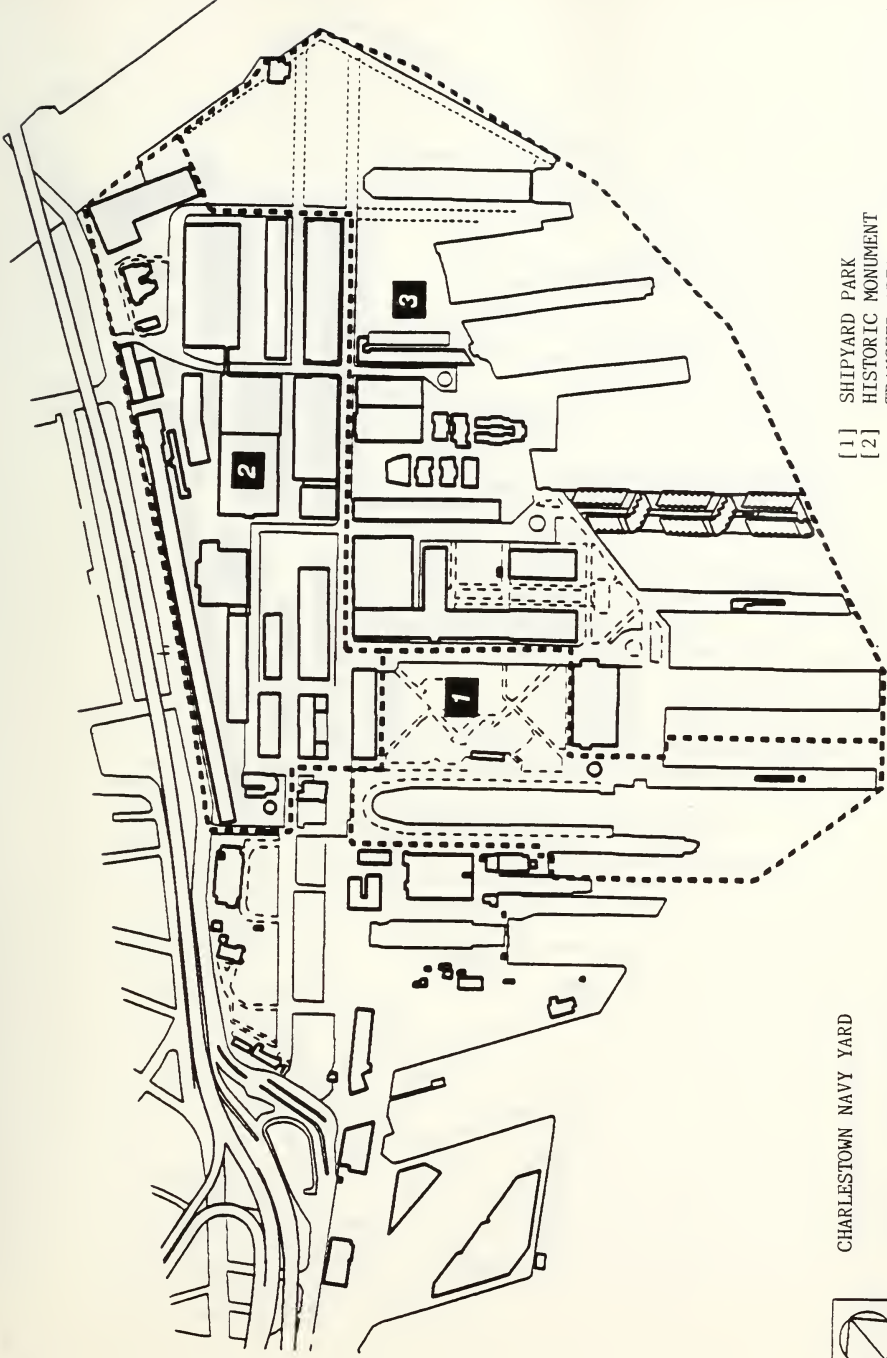 2
3
1
CHARLESTOWN NAVY YARD
[1] SHIPYARD PARK
[2] HISTORIC MONUMENT